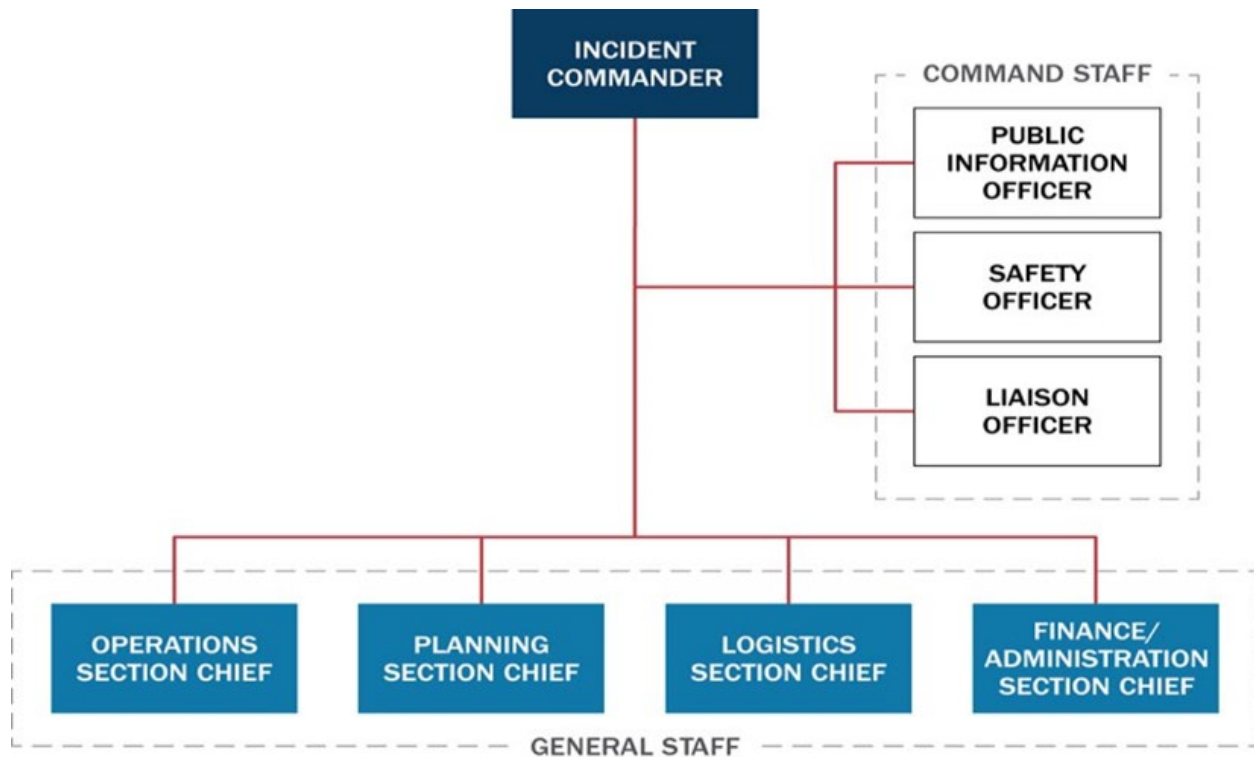 INCIDENT
COMMANDER
COMMAND STAFF
PUBLIC
INFORMATION
OFFICER
SAFETY
OFFICER
LIAISON
OFFICER
OPERATIONS
SECTION CHIEF
PLANNING
SECTION CHIEF
LOGISTICS
SECTION CHIEF
FINANCE/
ADMINISTRATION
SECTION CHIEF
GENERAL STAFF